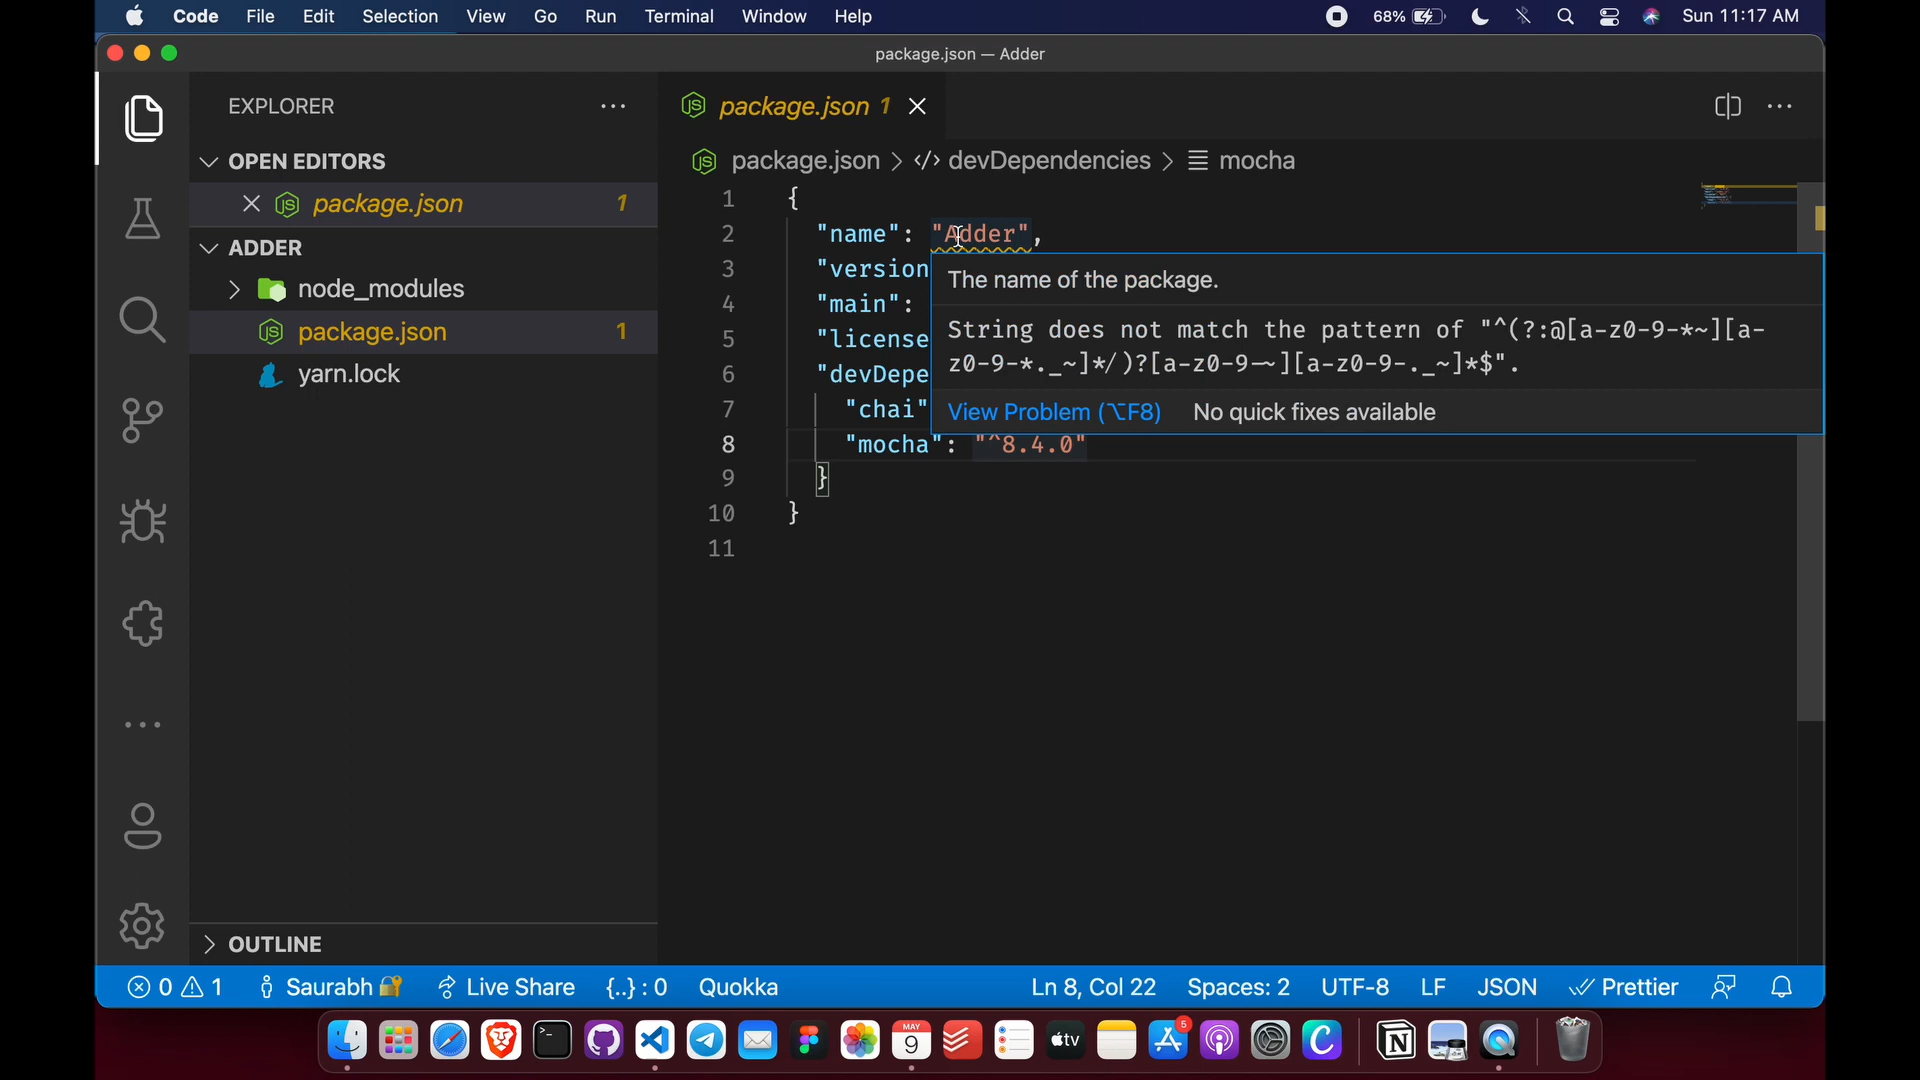 Code File Edit Selection View Go Run Terminal Window Help 68% Sun 11:17 AM
package.json — Adder
EXPLORER
package.json 1
OPEN EDITORS
package.json > devDependencies > mocha
package.json 1
ADDER
node_modules
package.json 1
yarn.lock
1 {
2 "name": "Adder",
3 "version
4 "main":
5 "license
6 "devDepe
7 "chai"
8 "mocha": "^8.4.0"
9 }
10 }
11
The name of the package.
String does not match the pattern of "^(?:@[a-z0-9-*~][a-
z0-9-*._~]*/)?[a-z0-9-~][a-z0-9-._~]*$".
View Problem (⌥F8) No quick fixes available
OUTLINE
0 1 Saurabh Live Share {..} : 0 Quokka Ln 8, Col 22 Spaces: 2 UTF-8 LF JSON Prettier
MAY
9
tv
5